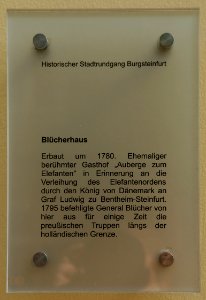 Historischer Stadtrundgang Burgsteinfurt
Blücherhaus
Erbaut um 1780. Ehemaliger
berühmter Gasthof „Auberge zum
Elefanten“ in Erinnerung an die
Verleihung des Elefantenordens
durch den König von Dänemark an
Graf Ludwig zu Bentheim-Steinfurt.
1795 befehligte General Blücher von
hier aus für einige Zeit die
preußischen Truppen längs der
holländischen Grenze.